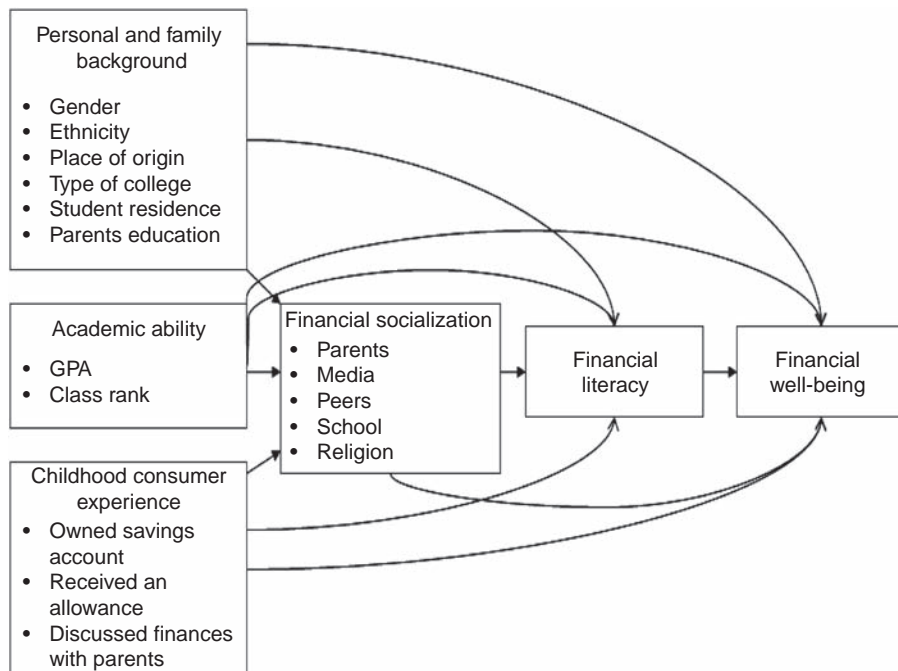 Personal and family
background
• Gender
• Ethnicity
• Place of origin
• Type of college
• Student residence
• Parents education
Academic ability
• GPA
• Class rank
Childhood consumer
experience
• Owned savings
account
• Received an
allowance
• Discussed finances
with parents
Financial socialization
• Parents
• Media
• Peers
• School
• Religion
Financial
literacy
Financial
well-being